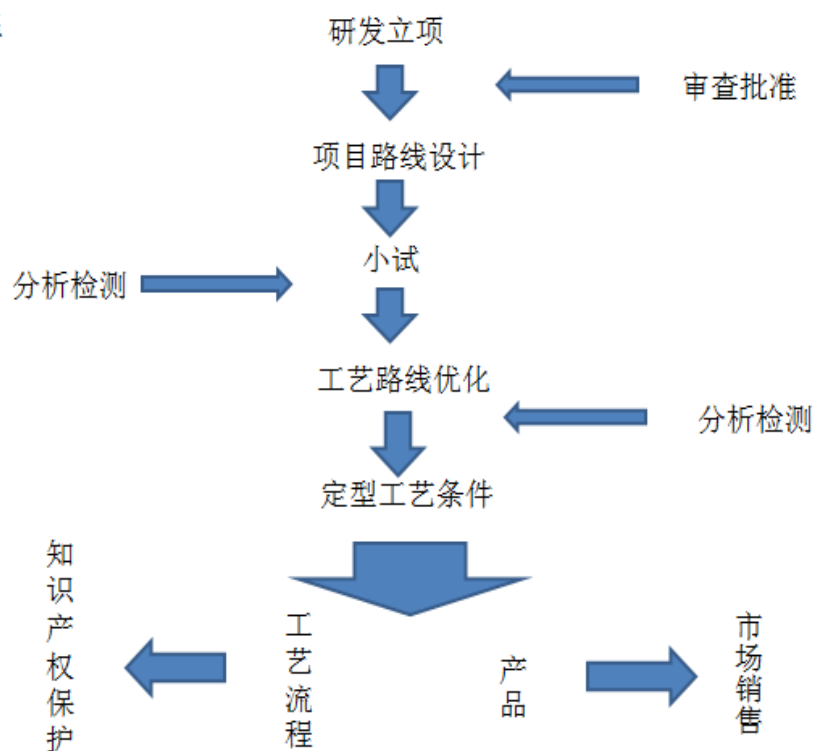 研发立项
审查批准
项目路线设计
小试
分析检测
工艺路线优化
分析检测
定型工艺条件
知识产权保护
工艺流程
产品
市场销售